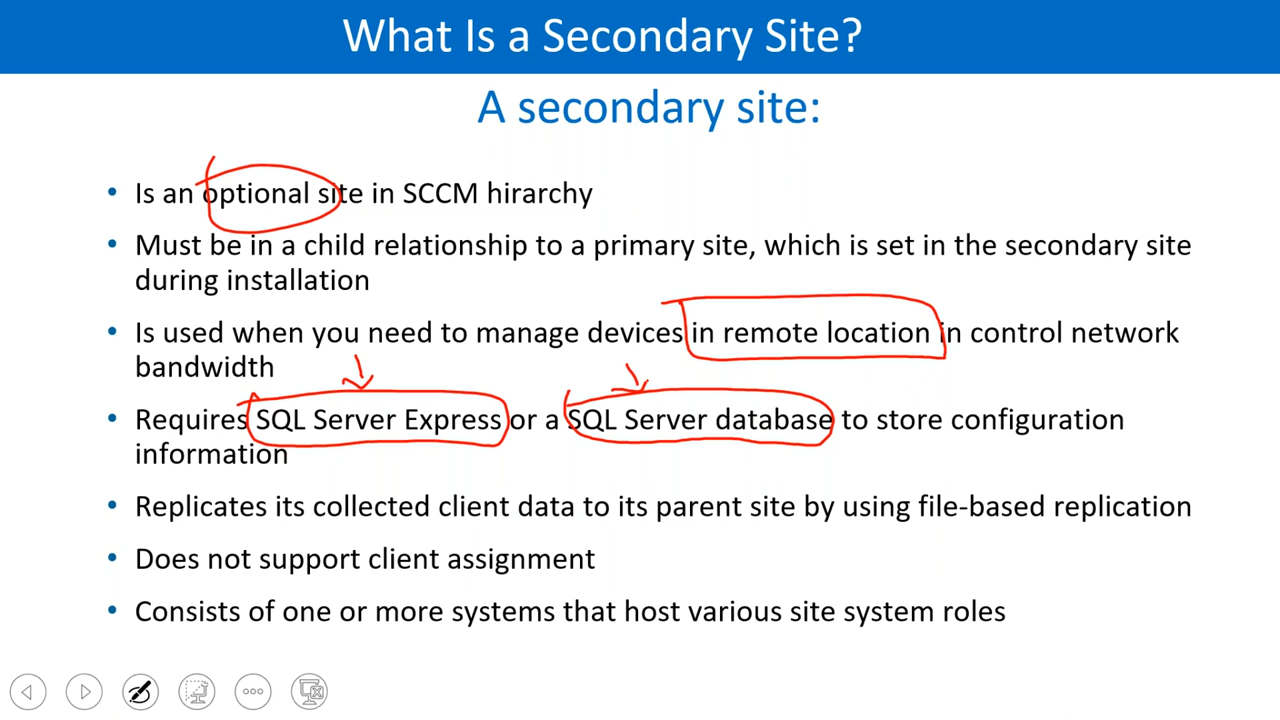 What Is a Secondary Site?
A secondary site:
• Is an optional site in SCCM hirarchy
• Must be in a child relationship to a primary site, which is set in the secondary site
during installation
• Is used when you need to manage devices in remote location in control network
bandwidth
• Requires SQL Server Express or a SQL Server database to store configuration
information
• Replicates its collected client data to its parent site by using file-based replication
• Does not support client assignment
• Consists of one or more systems that host various site system roles